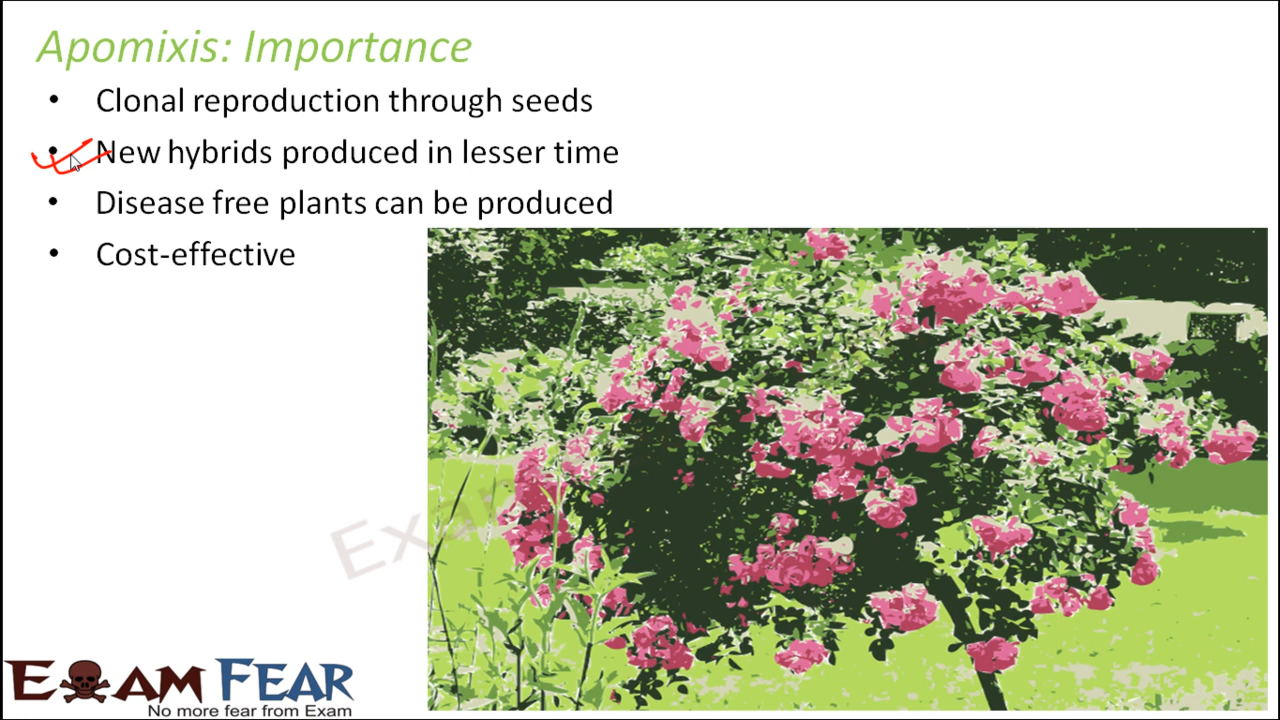 Apomixis: Importance
• Clonal reproduction through seeds
• New hybrids produced in lesser time
• Disease free plants can be produced
• Cost-effective
Exa
EXAM FEAR
No more fear from Exam